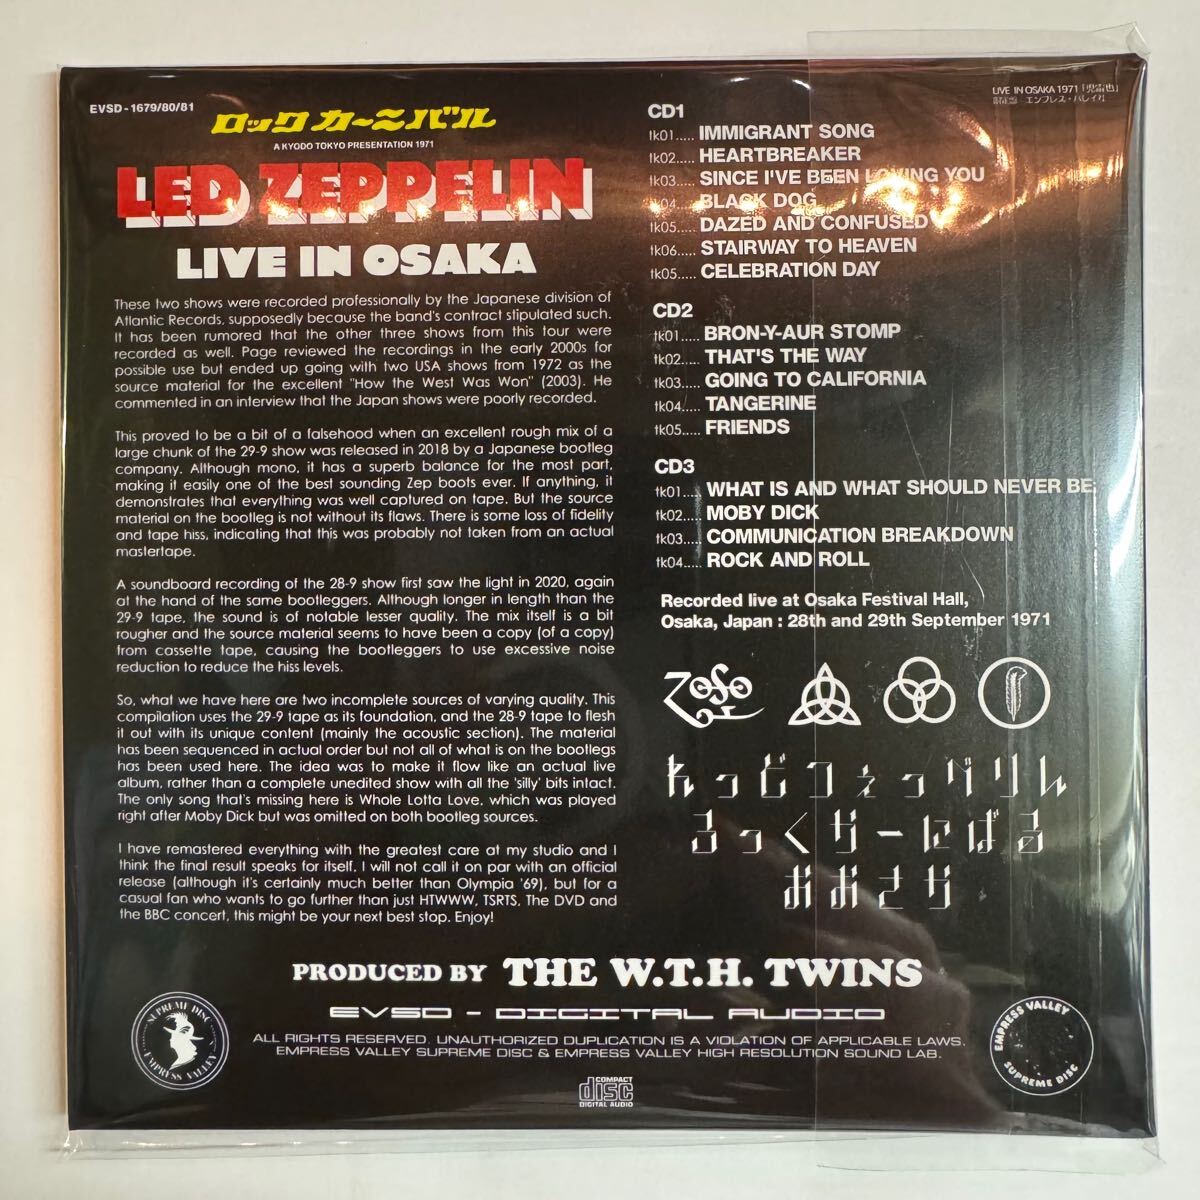 EVSD - 1679/80/81
ロックカーニバル
A KYODO TOKYO PRESENTATION 1971
LED ZEPPELIN
LIVE IN OSAKA
These two shows were recorded professionally by the Japanese division of
Atlantic Records, supposedly because the band's contract stipulated such.
It has been rumored that the other three shows from this tour were
recorded as well. Page reviewed the recordings in the early 2000s for
possible use but ended up going with two USA shows from 1972 as the
source material for the excellent "How the West Was Won" (2003). He
commented in an interview that the Japan shows were poorly recorded.
This proved to be a bit of a falsehood when an excellent rough mix of a
large chunk of the 29-9 show was released in 2018 by a Japanese bootleg
company. Although mono, it has a superb balance for the most part,
making it easily one of the best sounding Zep boots ever. If anything, it
demonstrates that everything was well captured on tape. But the source
material on the bootleg is not without its flaws. There is some loss of fidelity
and tape hiss, indicating that this was probably not taken from an actual
mastertape.
A soundboard recording of the 28-9 show first saw the light in 2020, again
at the hand of the same bootleggers. Although longer in length than the
29-9 tape, the sound is of notable lesser quality. The mix itself is a bit
rougher and the source material seems to have been a copy (of a copy)
from cassette tape, causing the bootleggers to use excessive noise
reduction to reduce the hiss levels.
So, what we have here are two incomplete sources of varying quality. This
compilation uses the 29-9 tape as its foundation, and the 28-9 tape to flesh
it out with its unique content (mainly the acoustic section). The material
has been sequenced in actual order but not all of what is on the bootlegs
has been used here. The idea was to make it flow like an actual live
album, rather than a complete unedited show with all the 'silly' bits intact.
The only song that's missing here is Whole Lotta Love, which was played
right after Moby Dick but was omitted on both bootleg sources.
I have remastered everything with the greatest care at my studio and I
think the final result speaks for itself. I will not call it on par with an official
release (although it's certainly much better than Olympia '69), but for a
casual fan who wants to go further than just HTWWW, TSRTS, The DVD and
the BBC concert, this might be your next best stop. Enjoy!
LIVE IN OSAKA 1971「児雷也」
限定盤 エンプレス・バレイ社
CD1
tk01..... IMMIGRANT SONG
tk02..... HEARTBREAKER
tk03..... SINCE I'VE BEEN LOVING YOU
tk04..... BLACK DOG
tk05..... DAZED AND CONFUSED
tk06..... STAIRWAY TO HEAVEN
tk05..... CELEBRATION DAY
CD2
tk01..... BRON-Y-AUR STOMP
tk02..... THAT'S THE WAY
tk03..... GOING TO CALIFORNIA
tk04..... TANGERINE
tk05..... FRIENDS
CD3
tk01..... WHAT IS AND WHAT SHOULD NEVER BE
tk02..... MOBY DICK
tk03..... COMMUNICATION BREAKDOWN
tk04..... ROCK AND ROLL
Recorded live at Osaka Festival Hall,
Osaka, Japan : 28th and 29th September 1971
ZOSO
れっどつぇっぺりん
ろっくかーにばる
おおさか
PRODUCED BY THE W.T.H. TWINS
EVSD - DIGITAL AUDIO
ALL RIGHTS RESERVED. UNAUTHORIZED DUPLICATION IS A VIOLATION OF APPLICABLE LAWS.
EMPRESS VALLEY SUPREME DISC & EMPRESS VALLEY HIGH RESOLUTION SOUND LAB.
SUPREME DISC
EMPRESS VALLEY
EMPRESS VALLEY
SUPREME DISC
COMPACT
disc
DIGITAL AUDIO